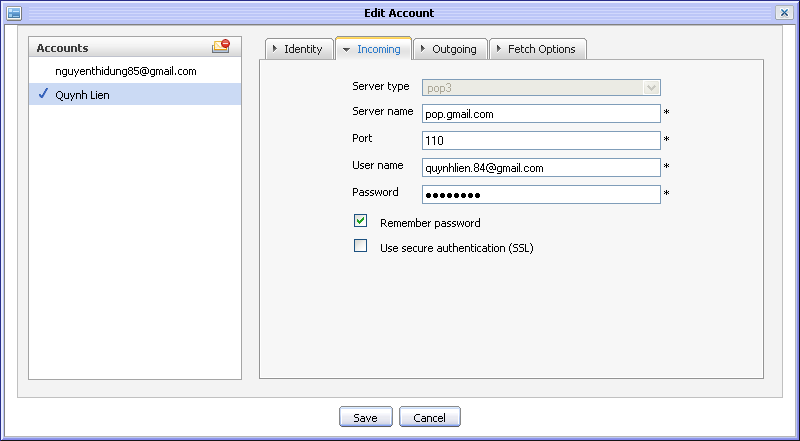 Edit Account
Accounts
nguyenthidung85@gmail.com
Quynh Lien
Identity
Incoming
Outgoing
Fetch Options
Server type pop3
Server name pop.gmail.com *
Port 110 *
User name quynhlien.84@gmail.com *
Password ●●●●●●●● *
Remember password
Use secure authentication (SSL)
Save
Cancel